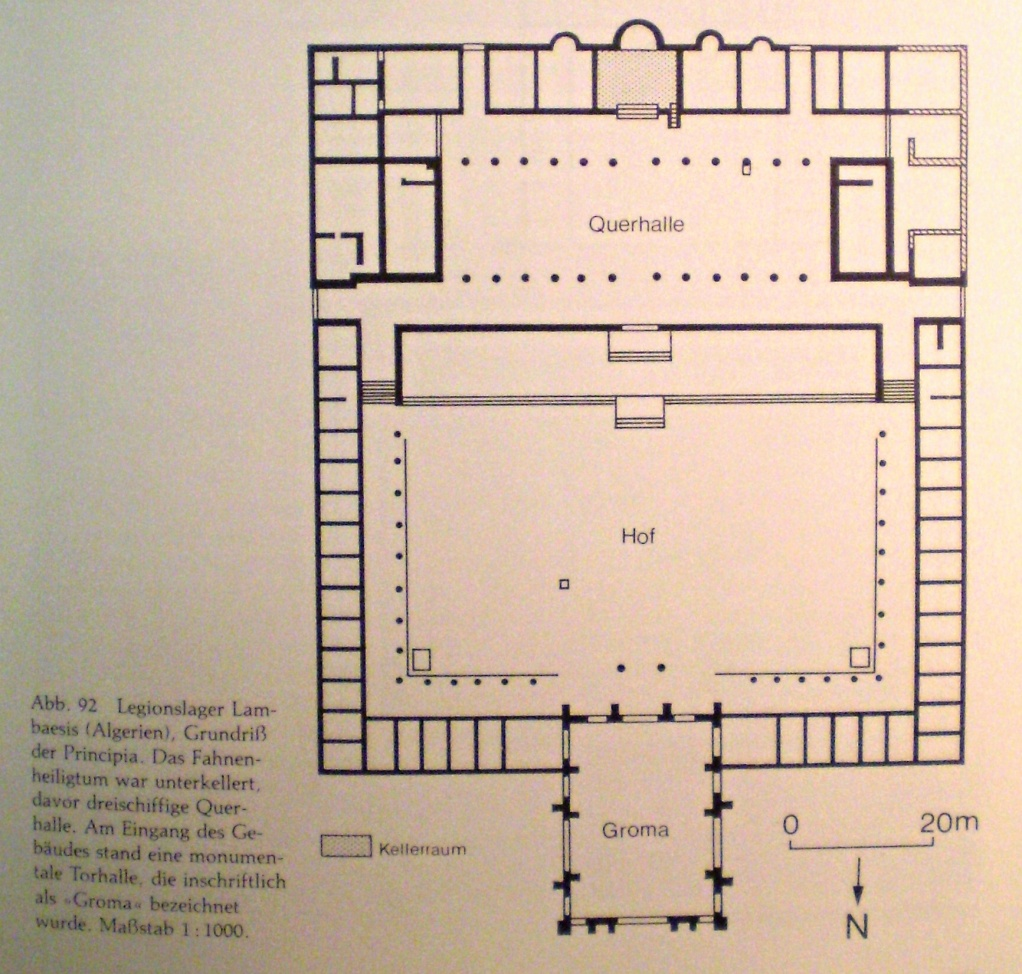 Querhalle
Hof
Groma
Abb. 92 Legionslager Lam-
baesis (Algerien), Grundriß
der Principia. Das Fahnen-
heiligtum war unterkellert,
davor dreischiffige Quer-
halle. Am Eingang des Ge-
bäudes stand eine monumen-
tale Torhalle, die inschriftlich
als »Groma« bezeichnet
wurde. Maßstab 1:1000.
Kellerraum
0 20m
N